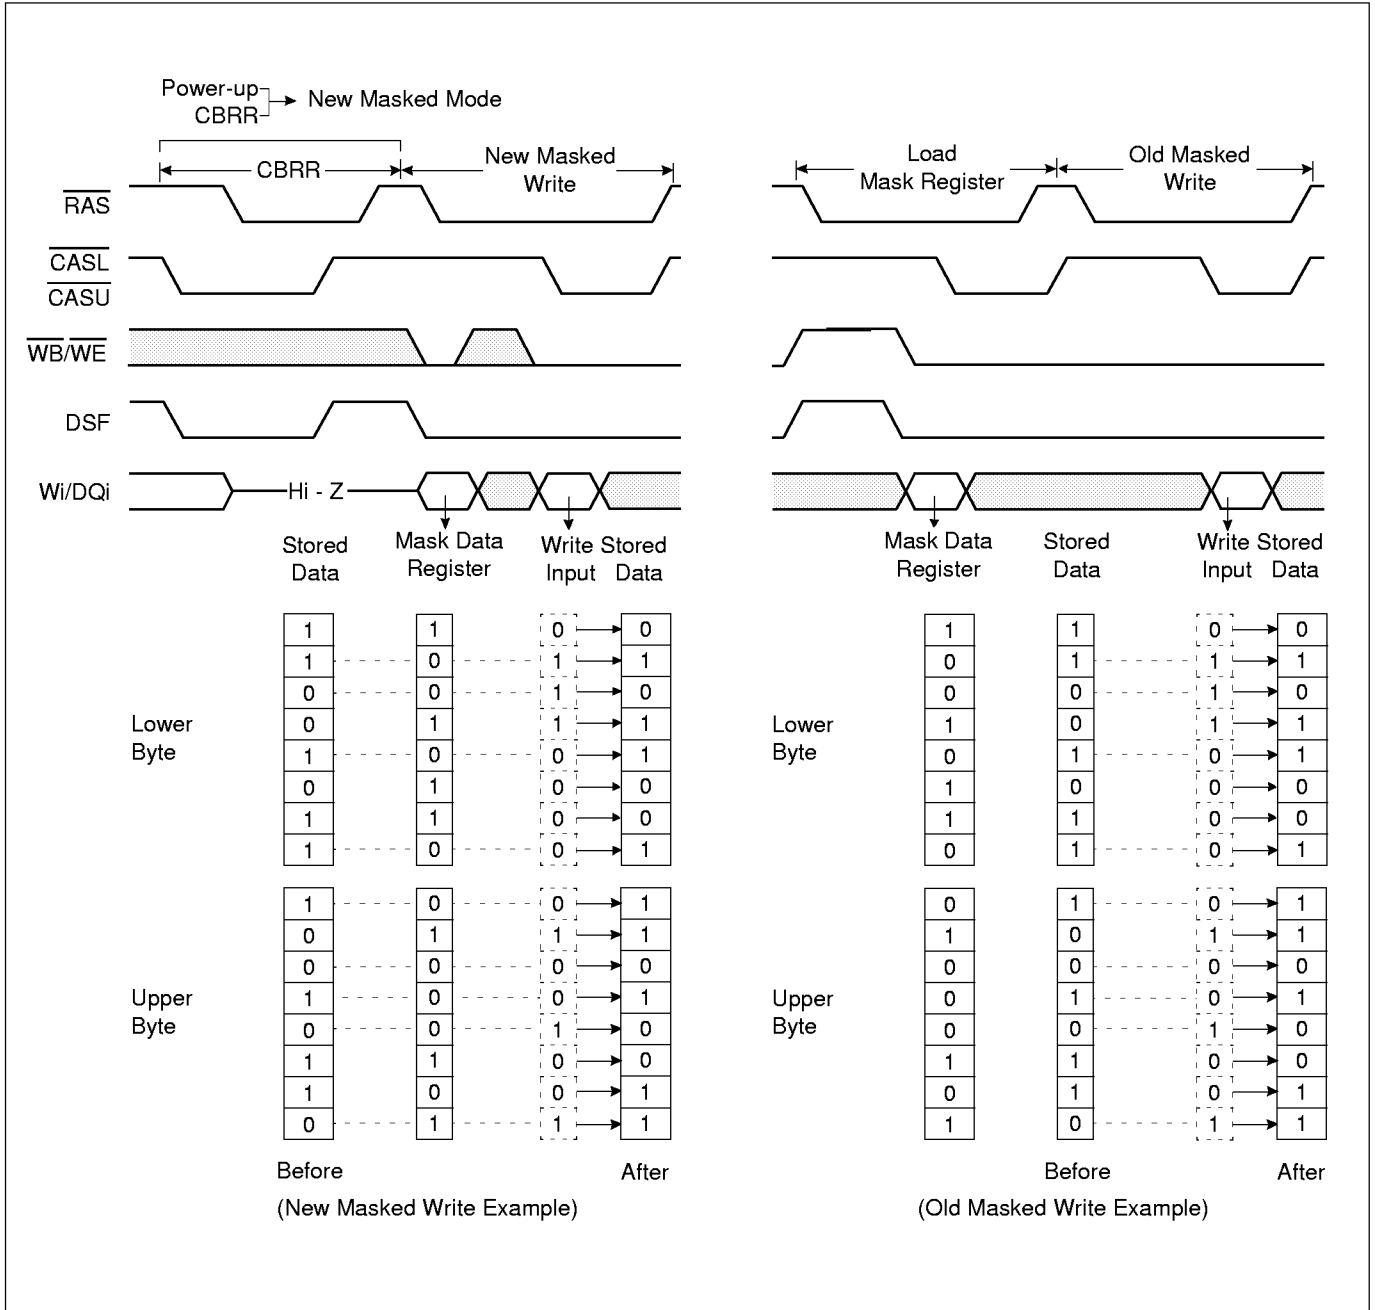 Power-up
CBRR
New Masked Mode
CBRR
New Masked
Write
Load
Mask Register
Old Masked
Write
RAS
CASL
CASU
WB/WE
DSF
Wi/DQi
Hi - Z
Stored Data
Mask Data Register
Write Input
Stored Data
Mask Data Register
Stored Data
Write Input
Stored Data
Lower Byte
1 1 0 0
1 0 1 1
0 0 1 0
0 1 1 1
1 0 0 1
0 1 0 0
1 1 0 0
1 0 0 1
Upper Byte
1 0 0 1
0 1 1 1
0 0 0 0
1 0 0 1
0 0 1 0
1 1 0 0
1 0 0 1
0 1 1 1
Before
After
(New Masked Write Example)
Lower Byte
1 1 0 0
0 1 1 1
0 0 1 0
1 0 1 1
0 1 0 1
1 0 0 0
1 1 0 0
0 1 0 1
Upper Byte
0 1 0 1
1 0 1 1
0 0 0 0
0 1 0 1
0 0 1 0
1 1 0 0
0 1 0 1
1 0 1 1
Before
After
(Old Masked Write Example)